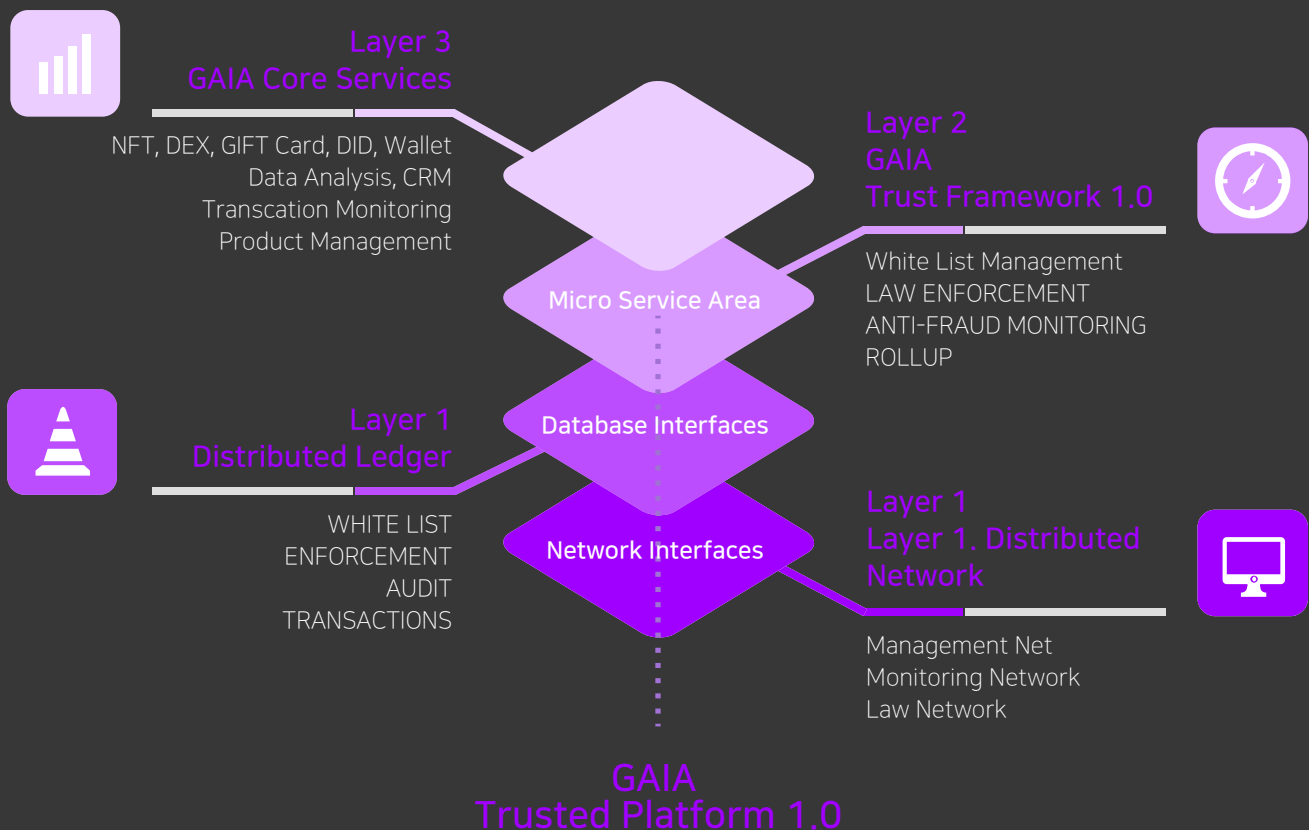 Layer 3
GAIA Core Services
NFT, DEX, GIFT Card, DID, Wallet
Data Analysis, CRM
Transcation Monitoring
Product Management
Layer 2
GAIA
Trust Framework 1.0
White List Management
LAW ENFORCEMENT
ANTI-FRAUD MONITORING
ROLLUP
Micro Service Area
Database Interfaces
Network Interfaces
Layer 1
Distributed Ledger
WHITE LIST
ENFORCEMENT
AUDIT
TRANSACTIONS
Layer 1
Layer 1. Distributed
Network
Management Net
Monitoring Network
Law Network
GAIA
Trusted Platform 1.0